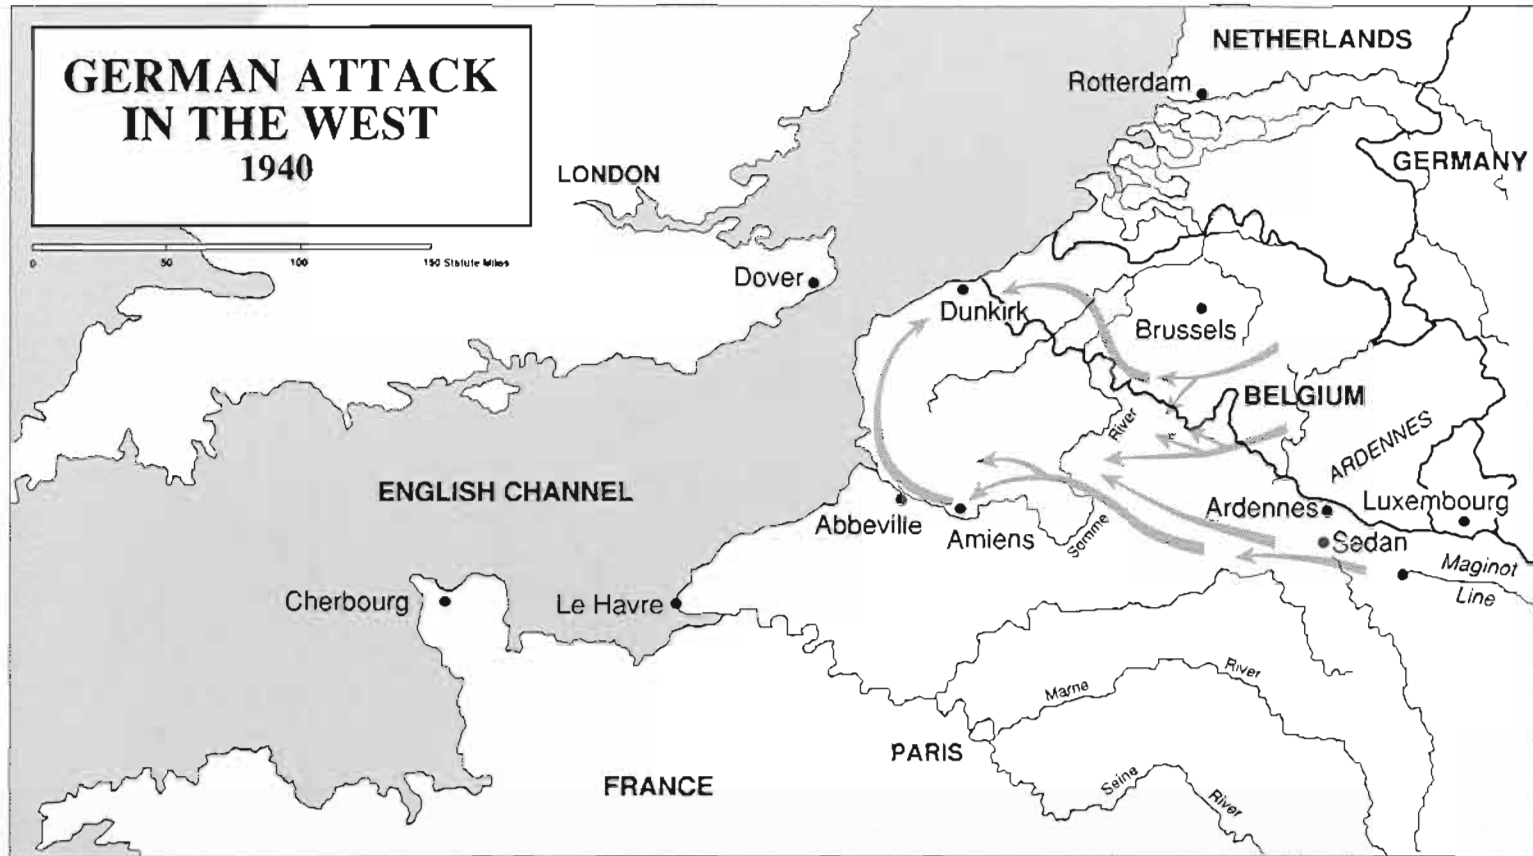 GERMAN ATTACK
IN THE WEST
1940
0 50 100 150 Statute Miles
NETHERLANDS
Rotterdam
GERMANY
LONDON
Dover
Dunkirk
Brussels
BELGIUM
River
ARDENNES
ENGLISH CHANNEL
Abbeville
Amiens
Somme
Ardennes
Luxembourg
Sedan
Maginot
Line
Cherbourg
Le Havre
Marne
River
PARIS
FRANCE
Seine
River